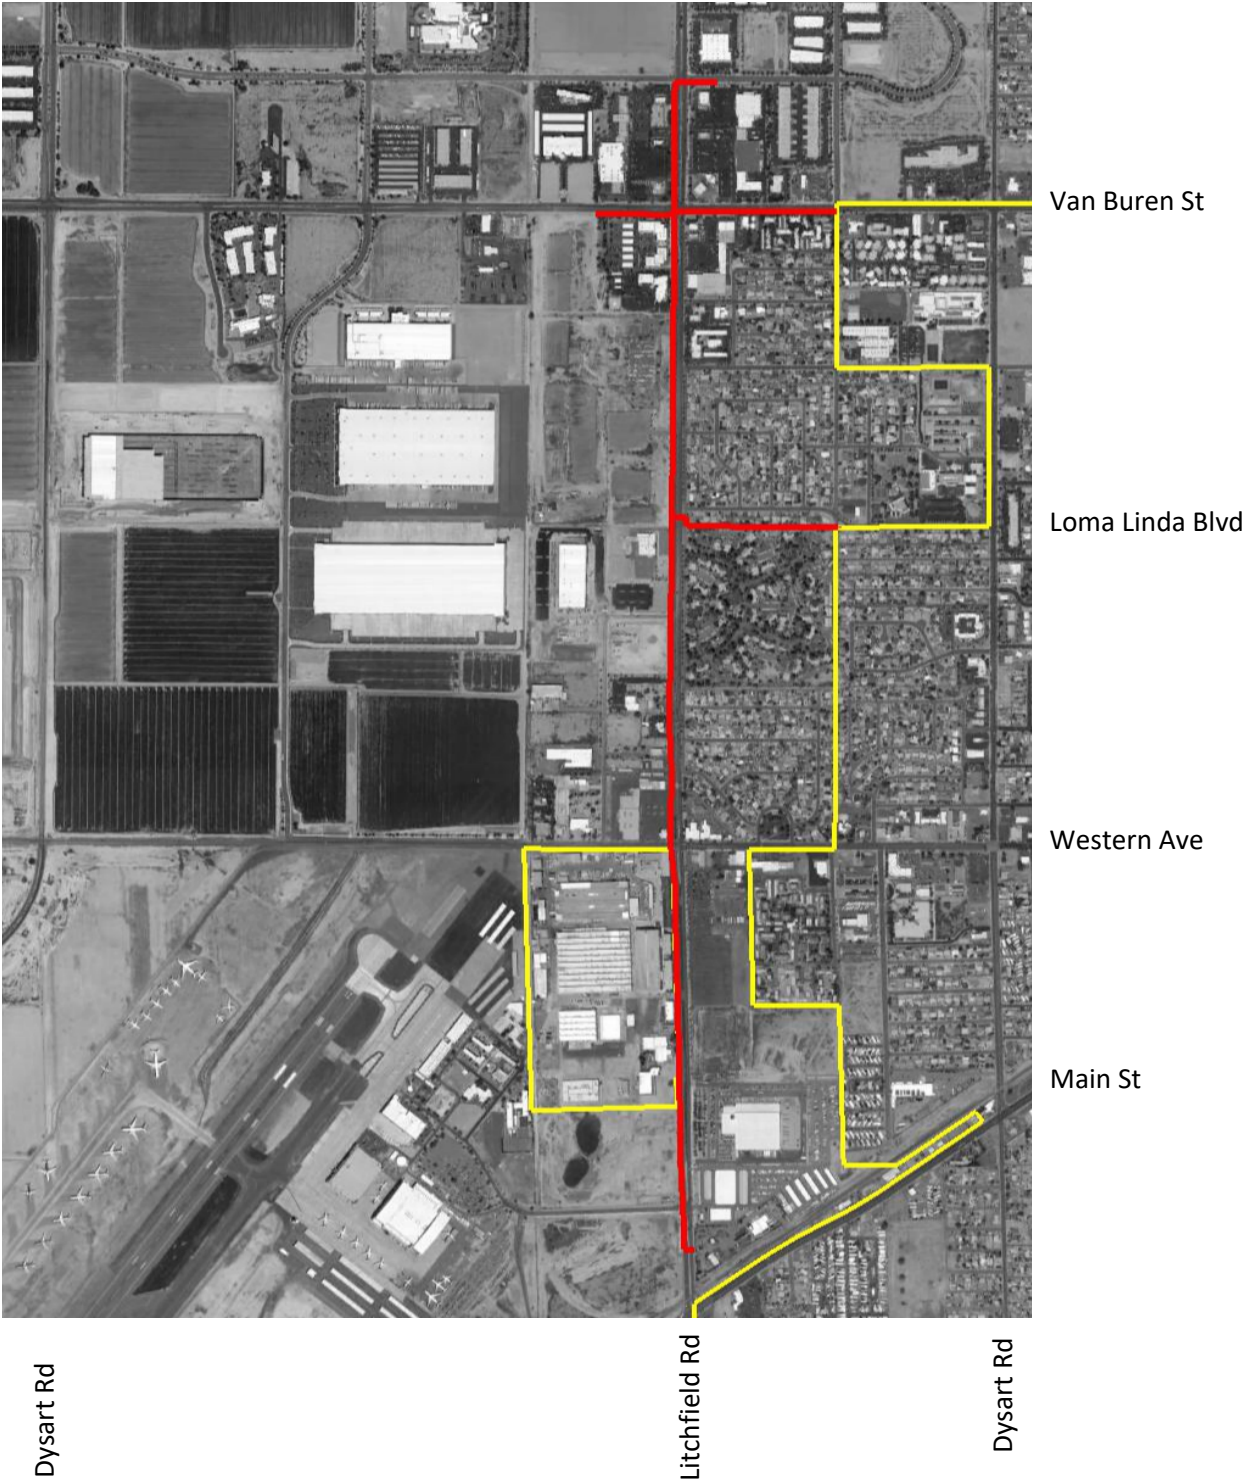 Van Buren St
Loma Linda Blvd
Western Ave
Main St
Dysart Rd
Litchfield Rd
Dysart Rd